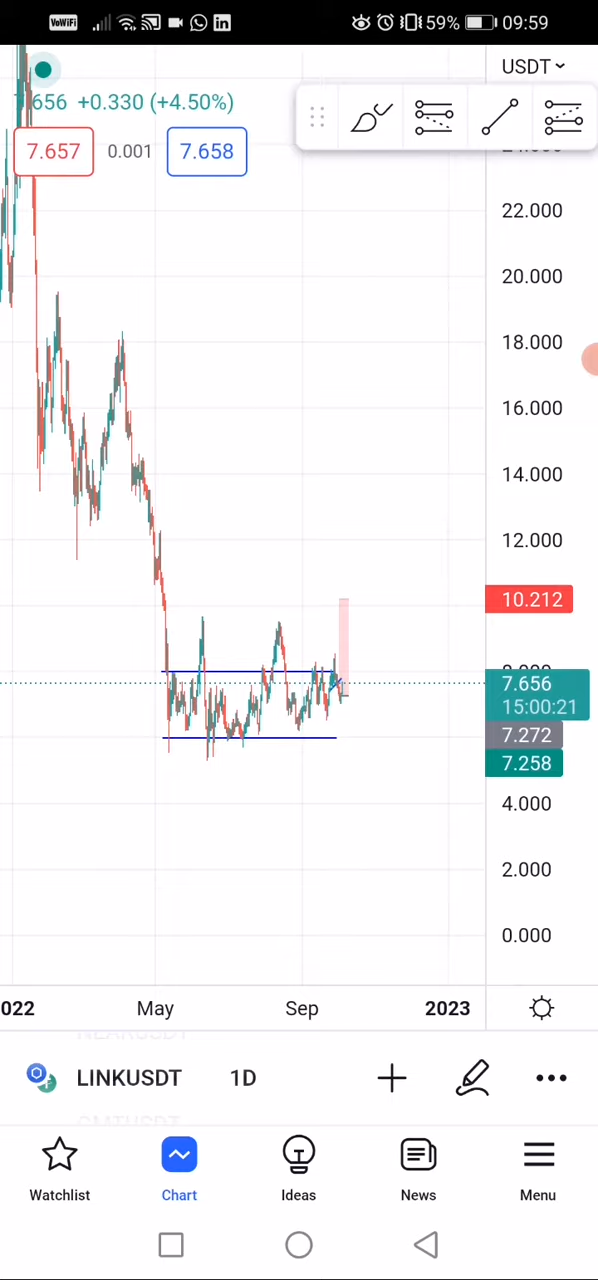 VoWiFi 59% 09:59
USDT
656 +0.330 (+4.50%)
7.657 0.001 7.658
22.000
20.000
18.000
16.000
14.000
12.000
10.212
7.656
15:00:21
7.272
7.258
4.000
2.000
0.000
022 May Sep 2023
LINKUSDT 1D
Watchlist Chart Ideas News Menu